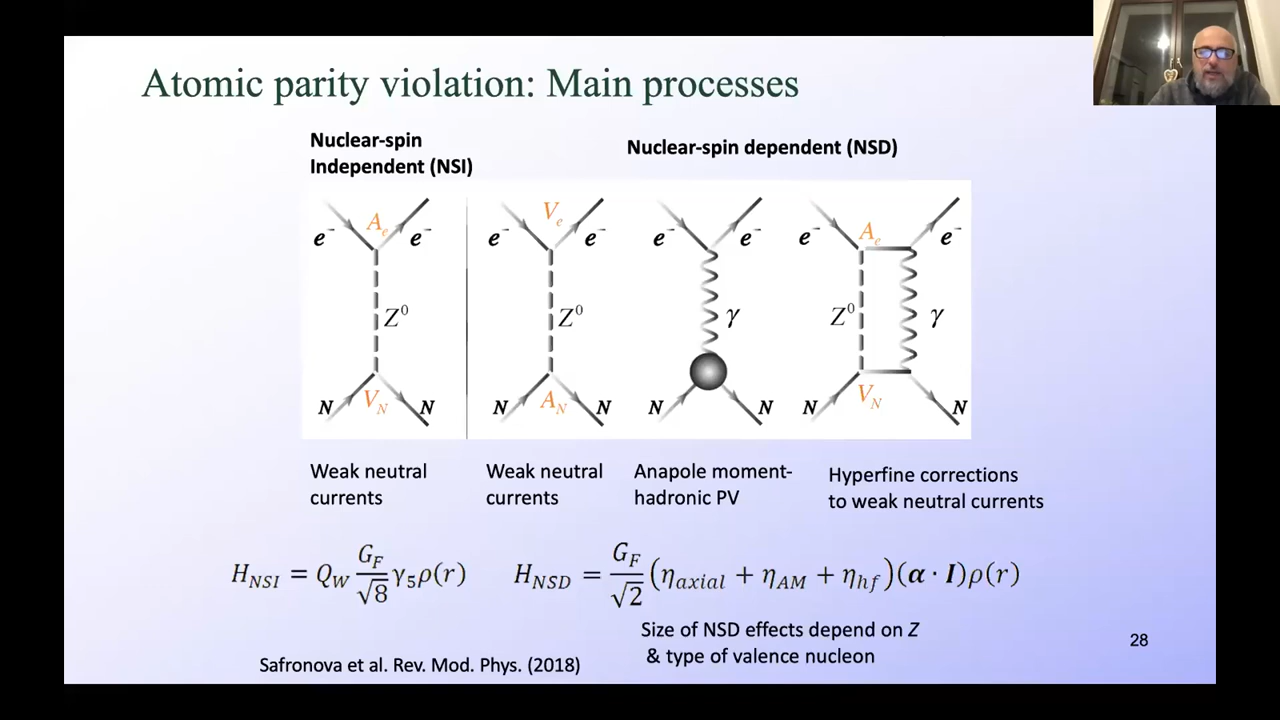 Atomic parity violation: Main processes
Nuclear-spin
Independent (NSI)
Nuclear-spin dependent (NSD)
A_e
e⁻ e⁻
Z⁰
N V_N N
V_e
e⁻ e⁻
Z⁰
N A_N N
e⁻ e⁻
γ
N N
A_e
e⁻ e⁻
Z⁰ γ
N V_N N
Weak neutral
currents
Weak neutral
currents
Anapole moment-
hadronic PV
Hyperfine corrections
to weak neutral currents
H_NSI = Q_W G_F/√8 γ₅ρ(r)
H_NSD = G_F/√2 (η_axial + η_AM + η_hf)(α · I)ρ(r)
Size of NSD effects depend on Z
& type of valence nucleon
Safronova et al. Rev. Mod. Phys. (2018)
28